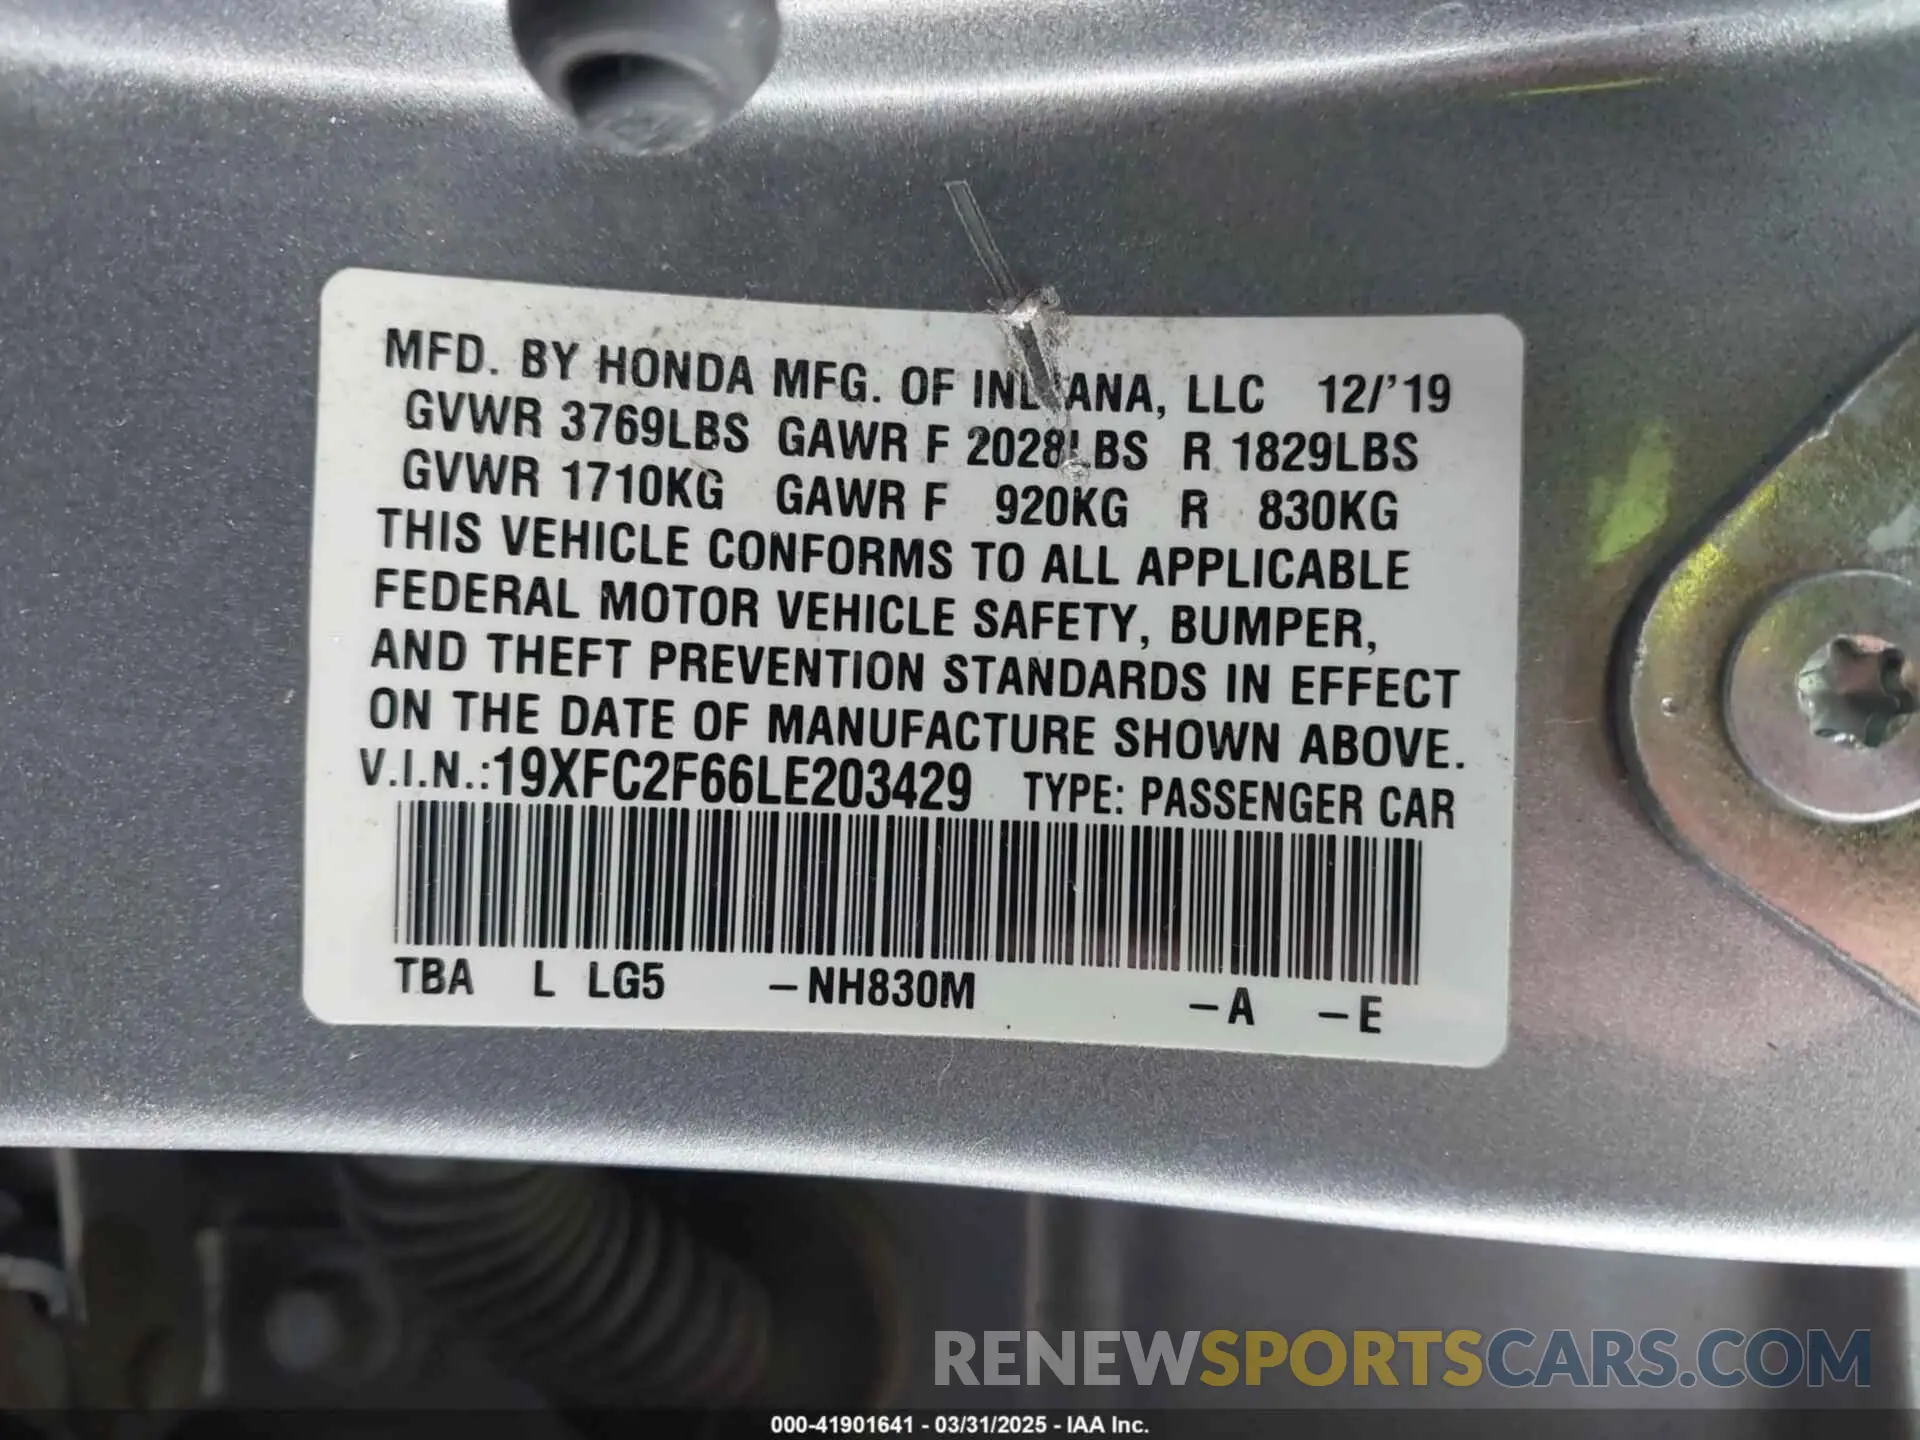 MFD. BY HONDA MFG. OF INDIANA, LLC 12/'19
GVWR 3769LBS GAWR F 2028LBS R 1829LBS
GVWR 1710KG GAWR F 920KG R 830KG
THIS VEHICLE CONFORMS TO ALL APPLICABLE
FEDERAL MOTOR VEHICLE SAFETY, BUMPER,
AND THEFT PREVENTION STANDARDS IN EFFECT
ON THE DATE OF MANUFACTURE SHOWN ABOVE.
V.I.N.:19XFC2F66LE203429 TYPE: PASSENGER CAR
TBA L LG5 –NH830M –A –E
RENEWSPORTSCARS.COM
000-41901641 - 03/31/2025 - IAA Inc.